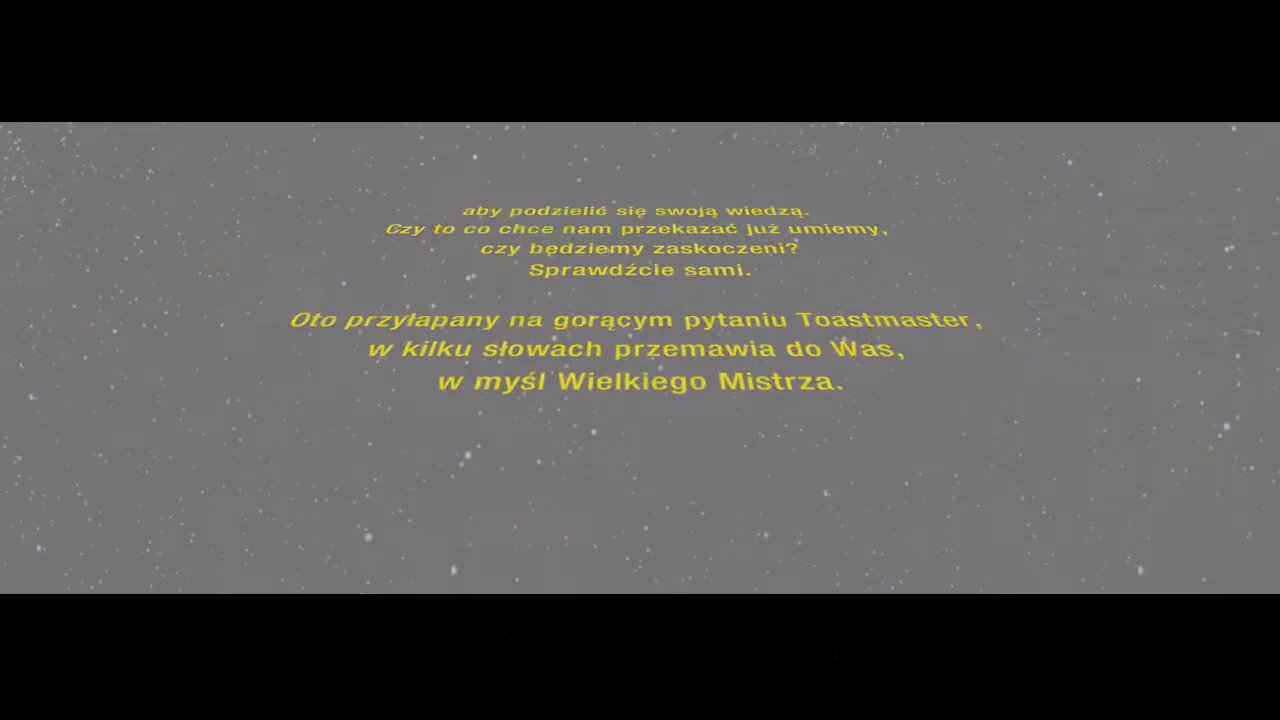 aby podzielić się swoją wiedzą.
Czy to co chce nam przekazać już umiemy,
czy będziemy zaskoczeni?
Sprawdźcie sami.
Oto przyłapany na gorącym pytaniu Toastmaster,
w kilku słowach przemawia do Was,
w myśl Wielkiego Mistrza.